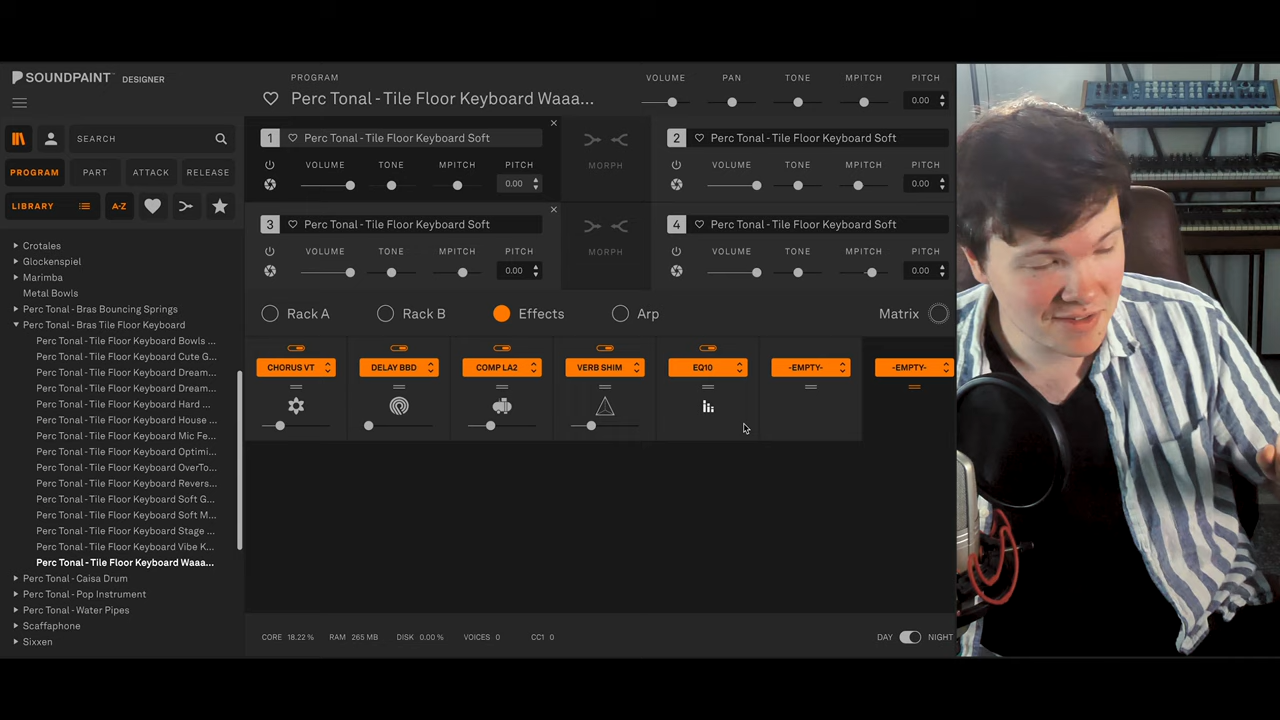 SOUNDPAINT™ DESIGNER
SEARCH
PROGRAM PART ATTACK RELEASE
LIBRARY A-Z
Crotales
Glockenspiel
Marimba
Metal Bowls
Perc Tonal - Bras Bouncing Springs
Perc Tonal - Bras Tile Floor Keyboard
Perc Tonal - Tile Floor Keyboard Bowls ...
Perc Tonal - Tile Floor Keyboard Cute G...
Perc Tonal - Tile Floor Keyboard Dream...
Perc Tonal - Tile Floor Keyboard Dream...
Perc Tonal - Tile Floor Keyboard Hard ...
Perc Tonal - Tile Floor Keyboard House ...
Perc Tonal - Tile Floor Keyboard Mic Fe...
Perc Tonal - Tile Floor Keyboard Optimi...
Perc Tonal - Tile Floor Keyboard OverTo...
Perc Tonal - Tile Floor Keyboard Revers...
Perc Tonal - Tile Floor Keyboard Soft G...
Perc Tonal - Tile Floor Keyboard Soft M...
Perc Tonal - Tile Floor Keyboard Stage ...
Perc Tonal - Tile Floor Keyboard Vibe K...
Perc Tonal - Tile Floor Keyboard Waaa...
Perc Tonal - Caisa Drum
Perc Tonal - Pop Instrument
Perc Tonal - Water Pipes
Scaffaphone
Sixxen
PROGRAM
Perc Tonal - Tile Floor Keyboard Waaa...
VOLUME PAN TONE MPITCH PITCH
0.00
1 Perc Tonal - Tile Floor Keyboard Soft
VOLUME TONE MPITCH PITCH
0.00
MORPH
2 Perc Tonal - Tile Floor Keyboard Soft
VOLUME TONE MPITCH PITCH
0.00
3 Perc Tonal - Tile Floor Keyboard Soft
VOLUME TONE MPITCH PITCH
0.00
MORPH
4 Perc Tonal - Tile Floor Keyboard Soft
VOLUME TONE MPITCH PITCH
0.00
Rack A Rack B Effects Arp Matrix
CHORUS VT DELAY BBD COMP LA2 VERB SHIM EQ10 -EMPTY- -EMPTY-
CORE 18.22 % RAM 265 MB DISK 0.00 % VOICES 0 CC1 0 DAY NIGHT